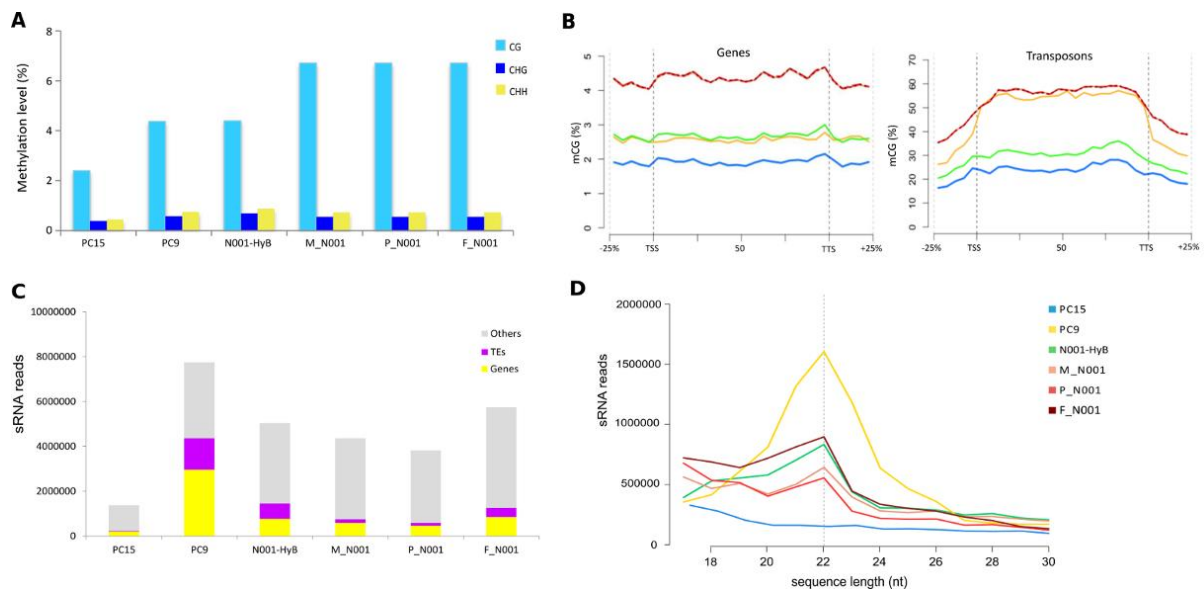 A
8
6
4
2
0
Methylation level (%)
CG
CHG
CHH
PC15 PC9 N001-HyB M_N001 P_N001 F_N001
B
Genes
5
4
3
2
1
0
mCG (%)
-25% TSS 50 TTS +25%
Transposons
70
60
50
40
30
20
10
0
mCG (%)
-25% TSS 50 TTS +25%
C
10000000
8000000
6000000
4000000
2000000
0
sRNA reads
Others
TEs
Genes
PC15 PC9 N001-HyB M_N001 P_N001 F_N001
D
2000000
1500000
1000000
500000
0
sRNA reads
PC15
PC9
N001-HyB
M_N001
P_N001
F_N001
18 20 22 24 26 28 30
sequence length (nt)